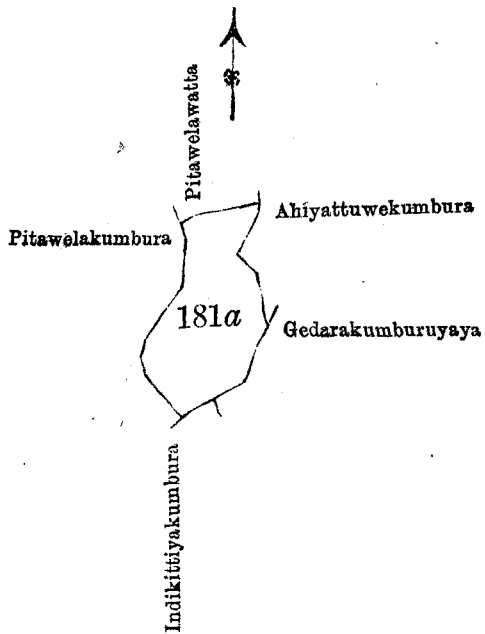 Pitawelawatta
Ahiyattuwekumbura
Pitawelakumbura
181a
Gedarakumburuyaya
Indikittiyakumbura